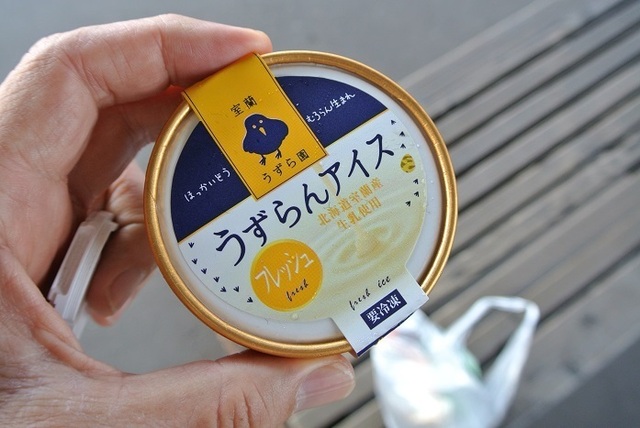 室蘭
うずら園
ほっかいどう
むろらん生まれ
うずらんアイス
北海道室蘭産
生乳使用
フレッシュ
fresh
fresh ice
要冷凍